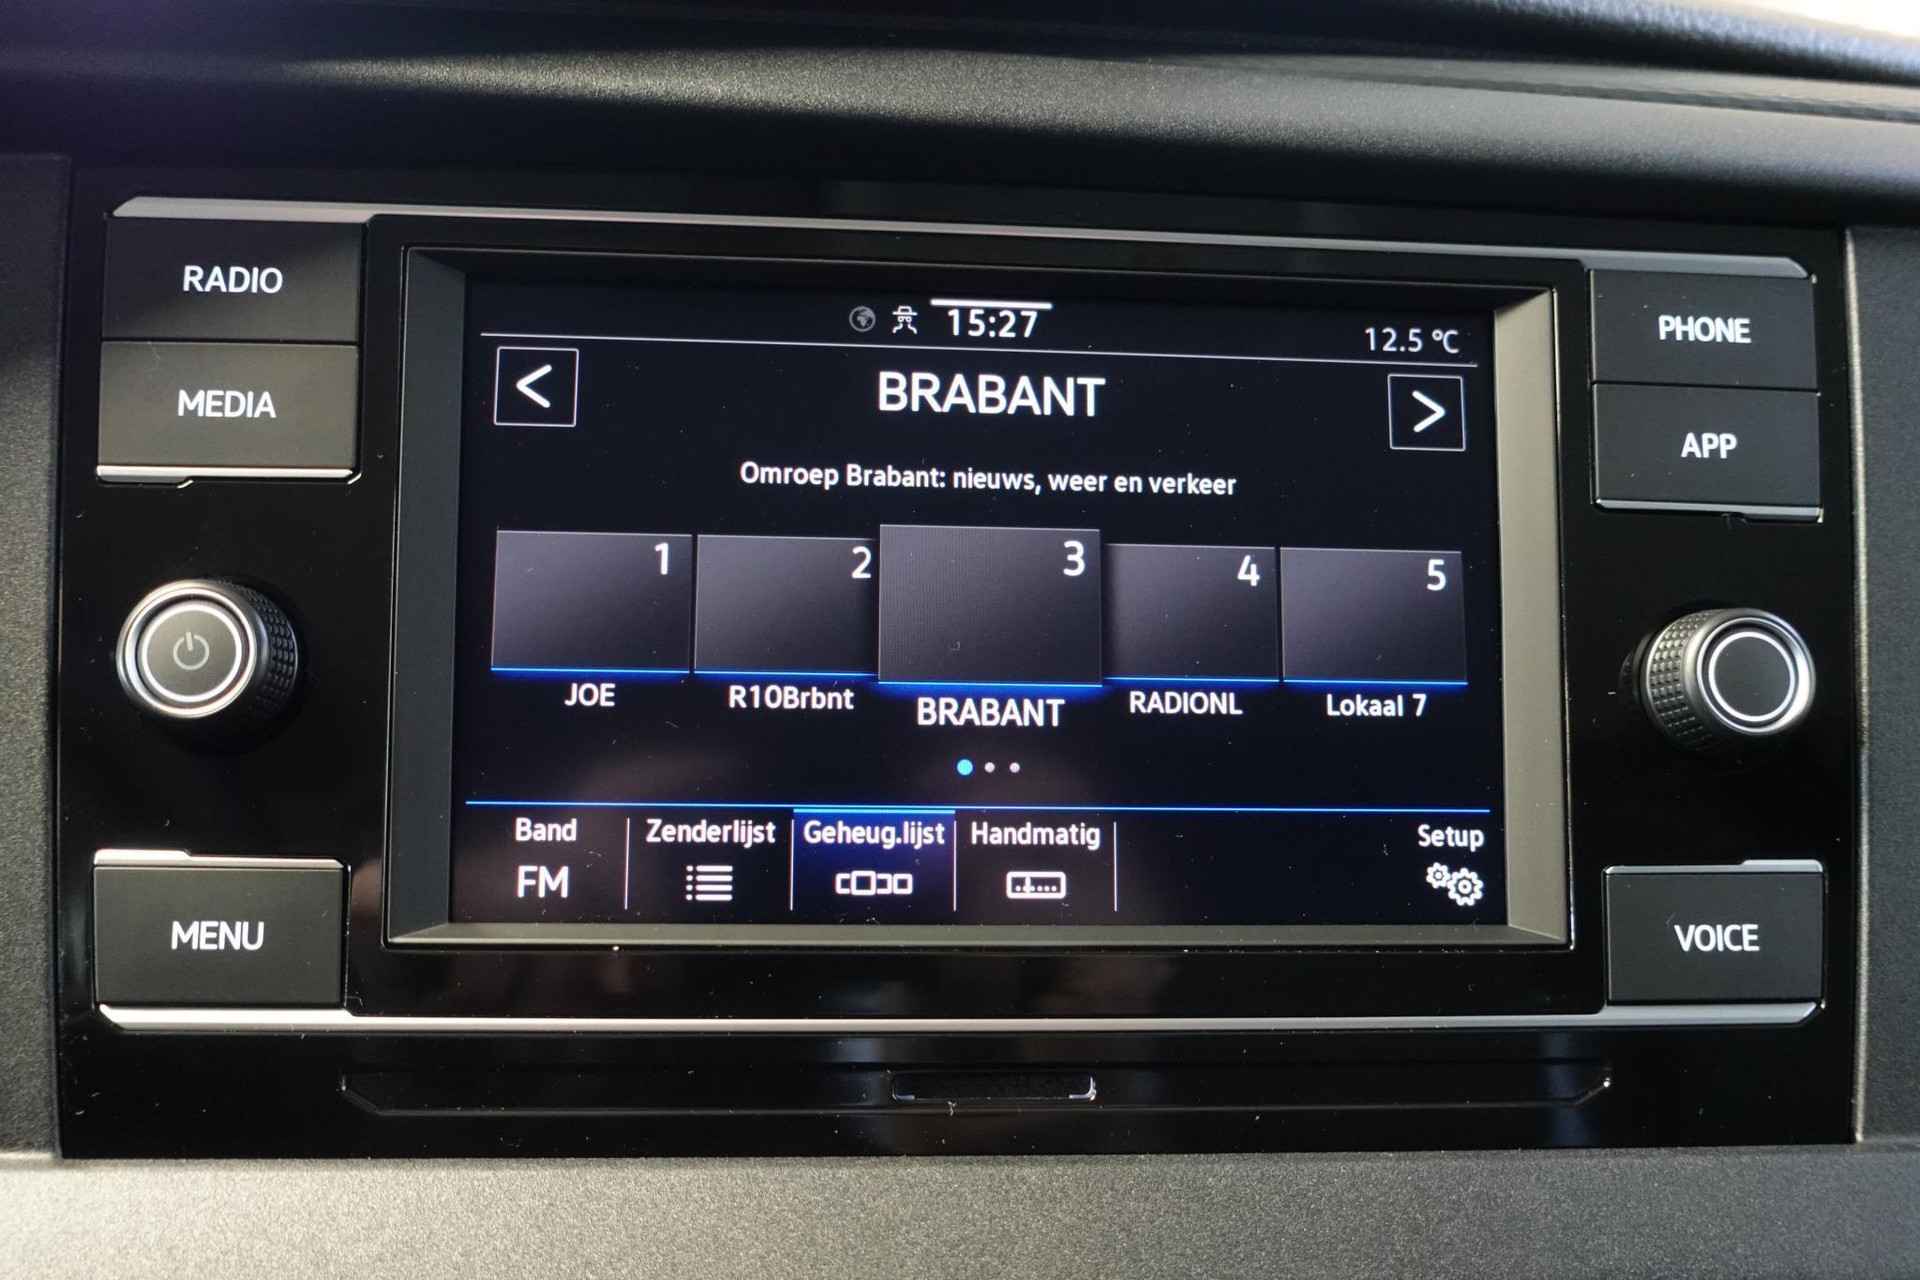 RADIO
MEDIA
MENU
15:27
12.5 °C
<
BRABANT
>
Omroep Brabant: nieuws, weer en verkeer
1
2
3
4
5
JOE
R10Brbnt
BRABANT
RADIONL
Lokaal 7
Band
FM
Zenderlijst
Geheug.lijst
Handmatig
Setup
PHONE
APP
VOICE